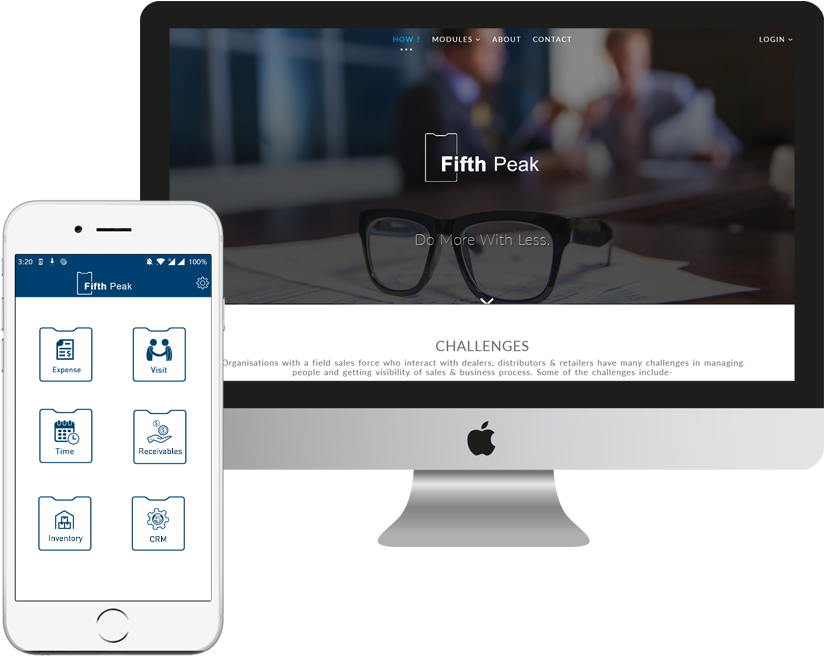 HOW ? MODULES ABOUT CONTACT LOGIN
Fifth Peak
Do More With Less.
CHALLENGES
Organisations with a field sales force who interact with dealers, distributors & retailers have many challenges in managing
people and getting visibility of sales & business process. Some of the challenges include-
3:20 100%
Fifth Peak
Expense Visit
Time Receivables
Inventory CRM